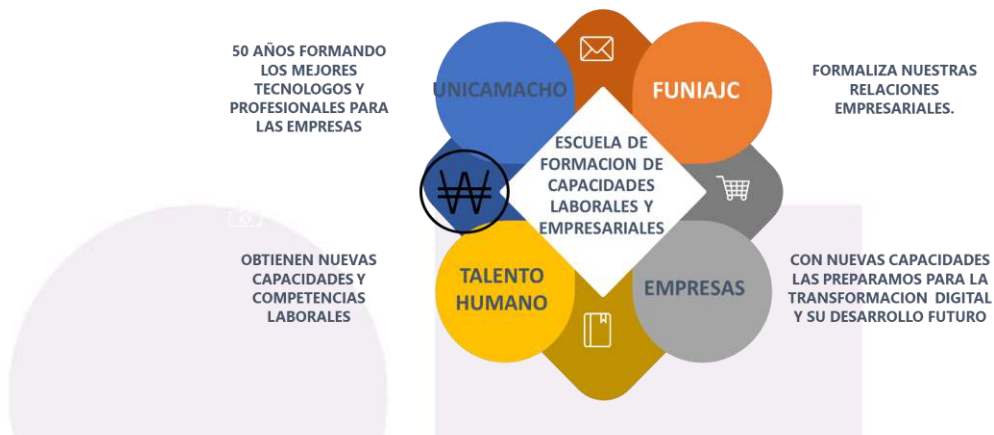 50 AÑOS FORMANDO
LOS MEJORES
TECNOLOGOS Y
PROFESIONALES PARA
LAS EMPRESAS
UNICAMACHO
FUNIAJC
FORMALIZA NUESTRAS
RELACIONES
EMPRESARIALES.
ESCUELA DE
FORMACION DE
CAPACIDADES
LABORALES Y
EMPRESARIALES
OBTIENEN NUEVAS
CAPACIDADES Y
COMPETENCIAS
LABORALES
TALENTO
HUMANO
EMPRESAS
CON NUEVAS CAPACIDADES
LAS PREPARAMOS PARA LA
TRANSFORMACION DIGITAL
Y SU DESARROLLO FUTURO